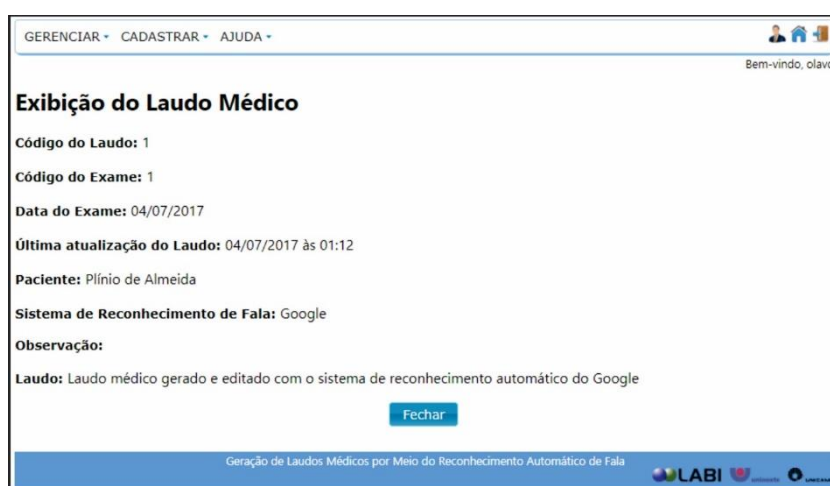 GERENCIAR CADASTRAR AJUDA
Bem-vindo, olavo
Exibição do Laudo Médico
Código do Laudo: 1
Código do Exame: 1
Data do Exame: 04/07/2017
Última atualização do Laudo: 04/07/2017 às 01:12
Paciente: Plínio de Almeida
Sistema de Reconhecimento de Fala: Google
Observação:
Laudo: Laudo médico gerado e editado com o sistema de reconhecimento automático do Google
Fechar
Geração de Laudos Médicos por Meio do Reconhecimento Automático de Fala
LABI